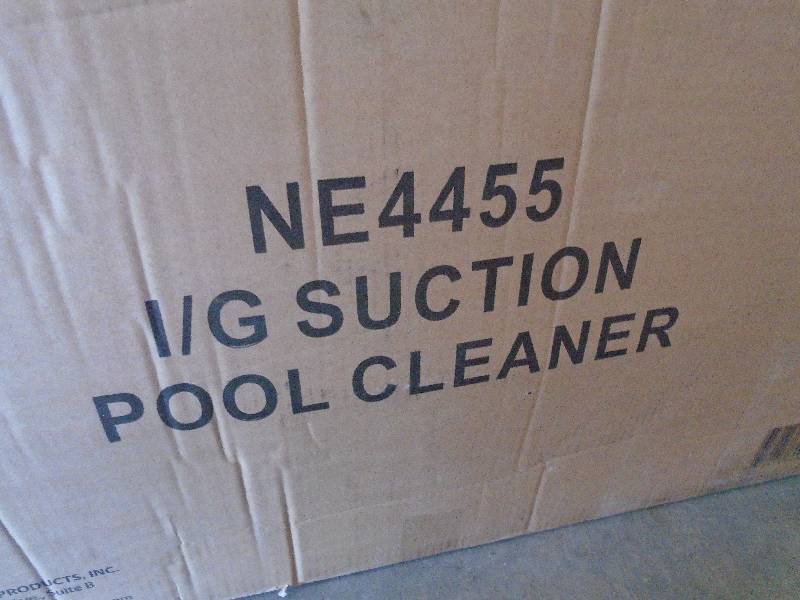 NE4455
I/G SUCTION
POOL CLEANER
PRODUCTS, INC.
Suite B